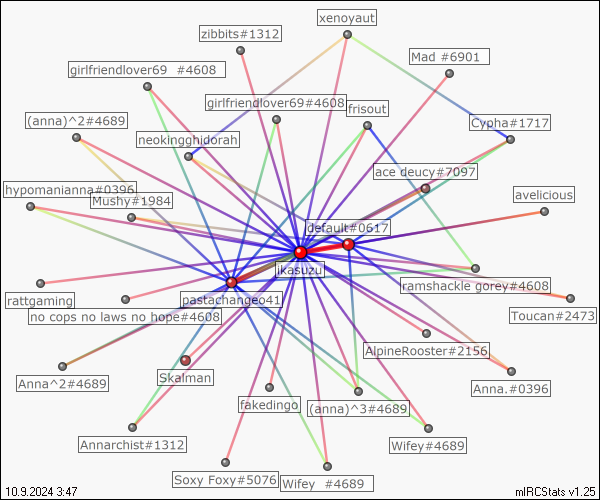 xenoyaut
zibbits#1312
Mad #6901
girlfriendlover69 #4608
girlfriendlover69#4608
frisout
(anna)^2#4689
Cypha#1717
neokingghidorah
ace deucy#7097
hypomanianna#0396
Mushy#1984
avelicious
default#0617
ikasuzu
ramshackle gorey#4608
rattgaming
pastachangeo41
no cops no laws no hope#4608
Toucan#2473
AlpineRooster#2156
Anna^2#4689
Skalman
Anna.#0396
fakedingo
(anna)^3#4689
Annarchist#1312
Wifey#4689
Soxy Foxy#5076
Wifey #4689
10.9.2024 3:47
mIRCStats v1.25